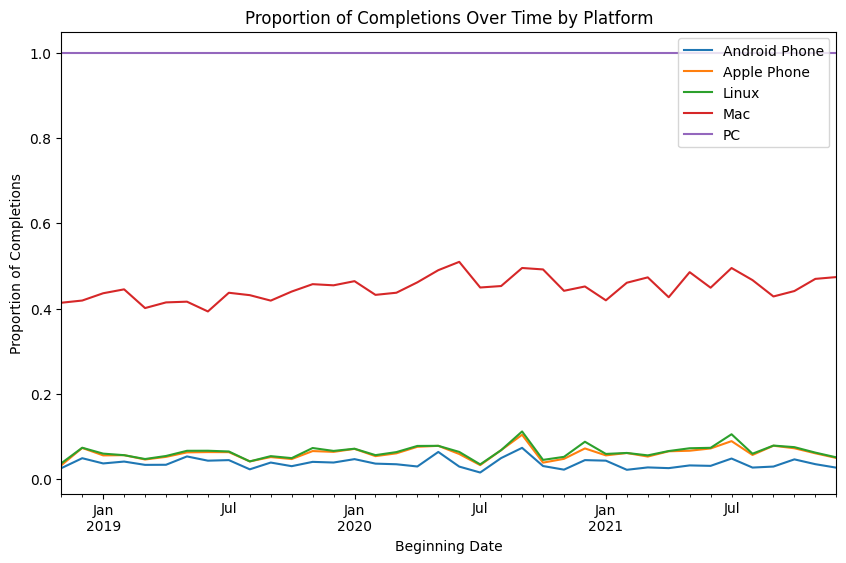 Proportion of Completions Over Time by Platform
Proportion of Completions
1.0
0.8
0.6
0.4
0.2
0.0
Android Phone
Apple Phone
Linux
Mac
PC
Jan
2019
Jul
Jan
2020
Jul
Jan
2021
Jul
Beginning Date